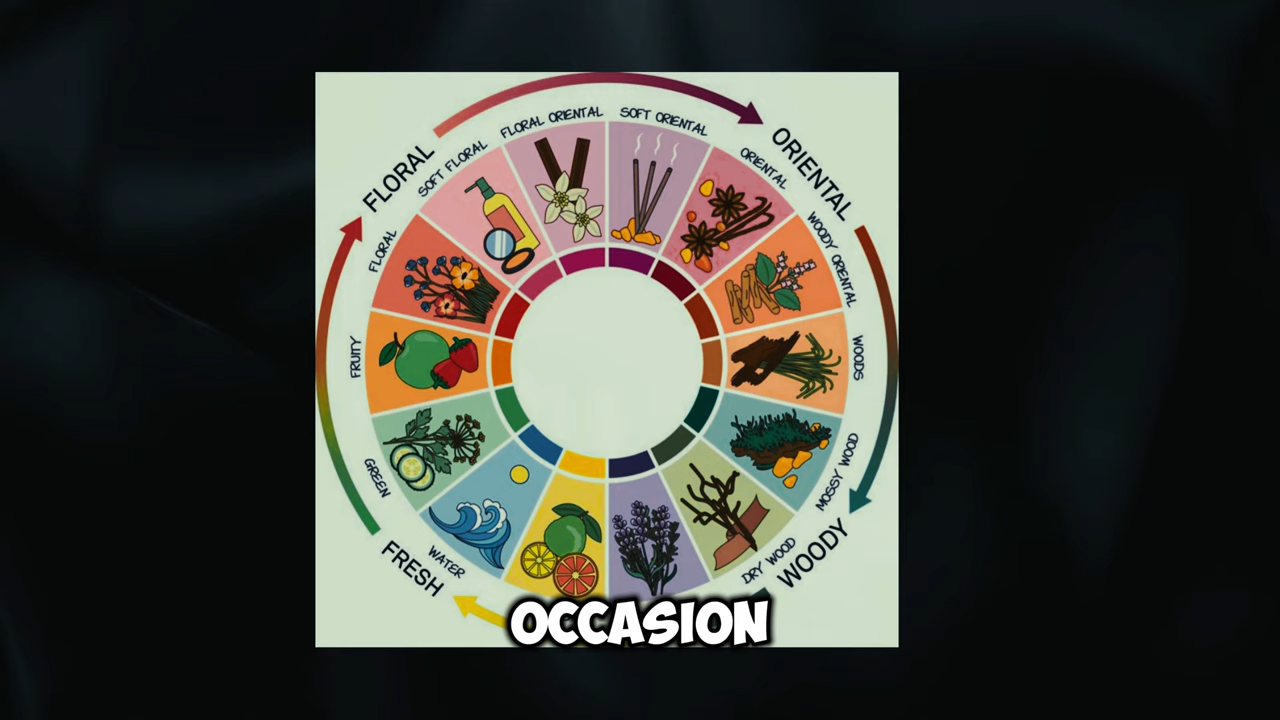 FLORAL ORIENTAL
SOFT ORIENTAL
SOFT FLORAL
ORIENTAL
FLORAL
ORIENTAL
FLORAL
WOODY ORIENTAL
FRUITY
WOODS
GREEN
MOSSY WOOD
WATER
DRY WOOD
FRESH
WOODY
OCCASION